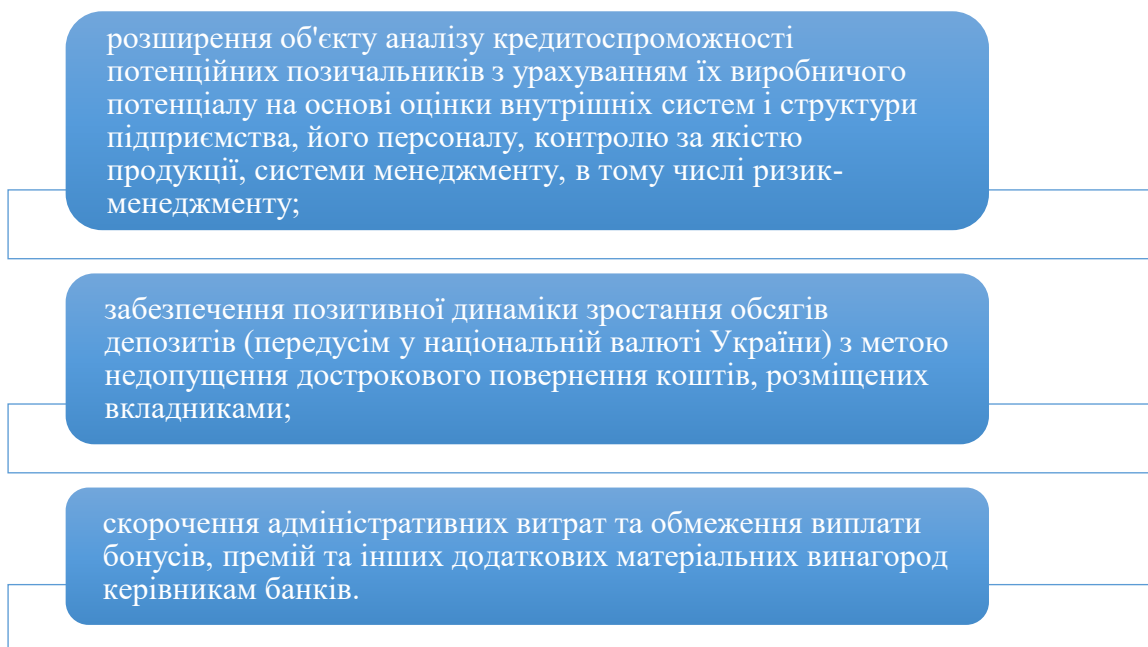 розширення об'єкту аналізу кредитоспроможності
потенційних позичальників з урахуванням їх виробничого
потенціалу на основі оцінки внутрішніх систем і структури
підприємства, його персоналу, контролю за якістю
продукції, системи менеджменту, в тому числі ризик-
менеджменту;
забезпечення позитивної динаміки зростання обсягів
депозитів (передусім у національній валюті України) з метою
недопущення дострокового повернення коштів, розміщених
вкладниками;
скорочення адміністративних витрат та обмеження виплати
бонусів, премій та інших додаткових матеріальних винагород
керівникам банків.